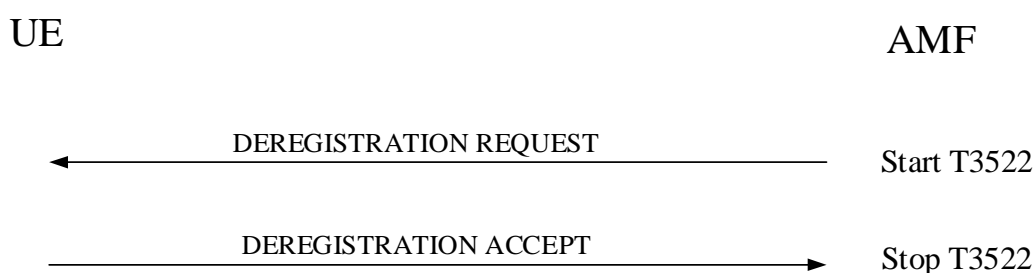 UE
AMF
DEREGISTRATION REQUEST
Start T3522
DEREGISTRATION ACCEPT
Stop T3522